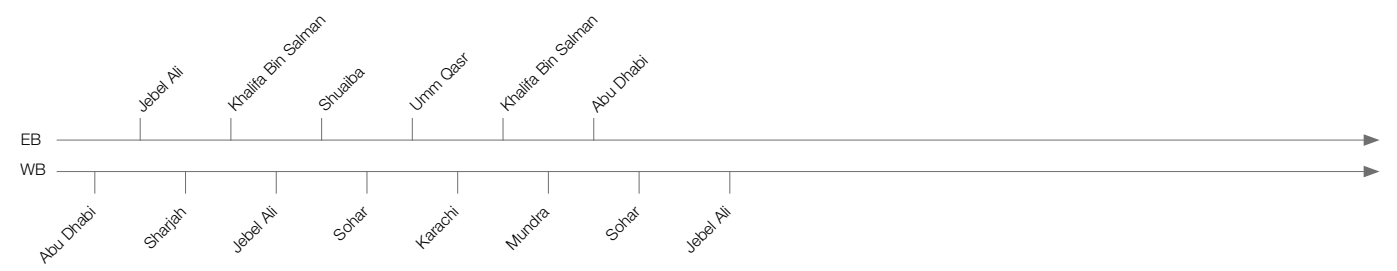 Jebel Ali
Khalifa Bin Salman
Shuaiba
Umm Qasr
Khalifa Bin Salman
Abu Dhabi
EB
WB
Abu Dhabi
Sharjah
Jebel Ali
Sohar
Karachi
Mundra
Sohar
Jebel Ali